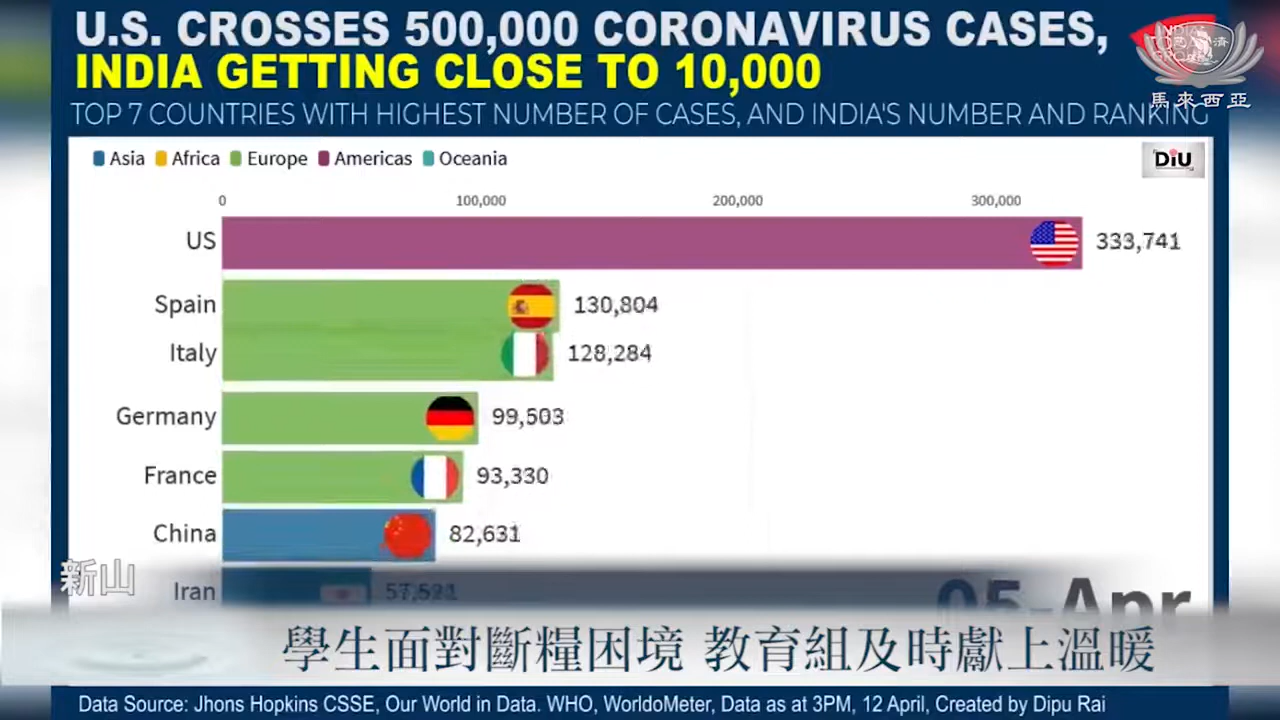 U.S. CROSSES 500,000 CORONAVIRUS CASES,
INDIA GETTING CLOSE TO 10,000
TOP 7 COUNTRIES WITH HIGHEST NUMBER OF CASES, AND INDIA'S NUMBER AND RANKING
馬來西亞
Asia Africa Europe Americas Oceania
DiU
0 100,000 200,000 300,000
US 333,741
Spain 130,804
Italy 128,284
Germany 99,503
France 93,330
China 82,631
新山
Iran
05-Apr
學生面對斷糧困境 教育組及時獻上溫暖
Data Source: Jhons Hopkins CSSE, Our World in Data. WHO, WorldoMeter, Data as at 3PM, 12 April, Created by Dipu Rai